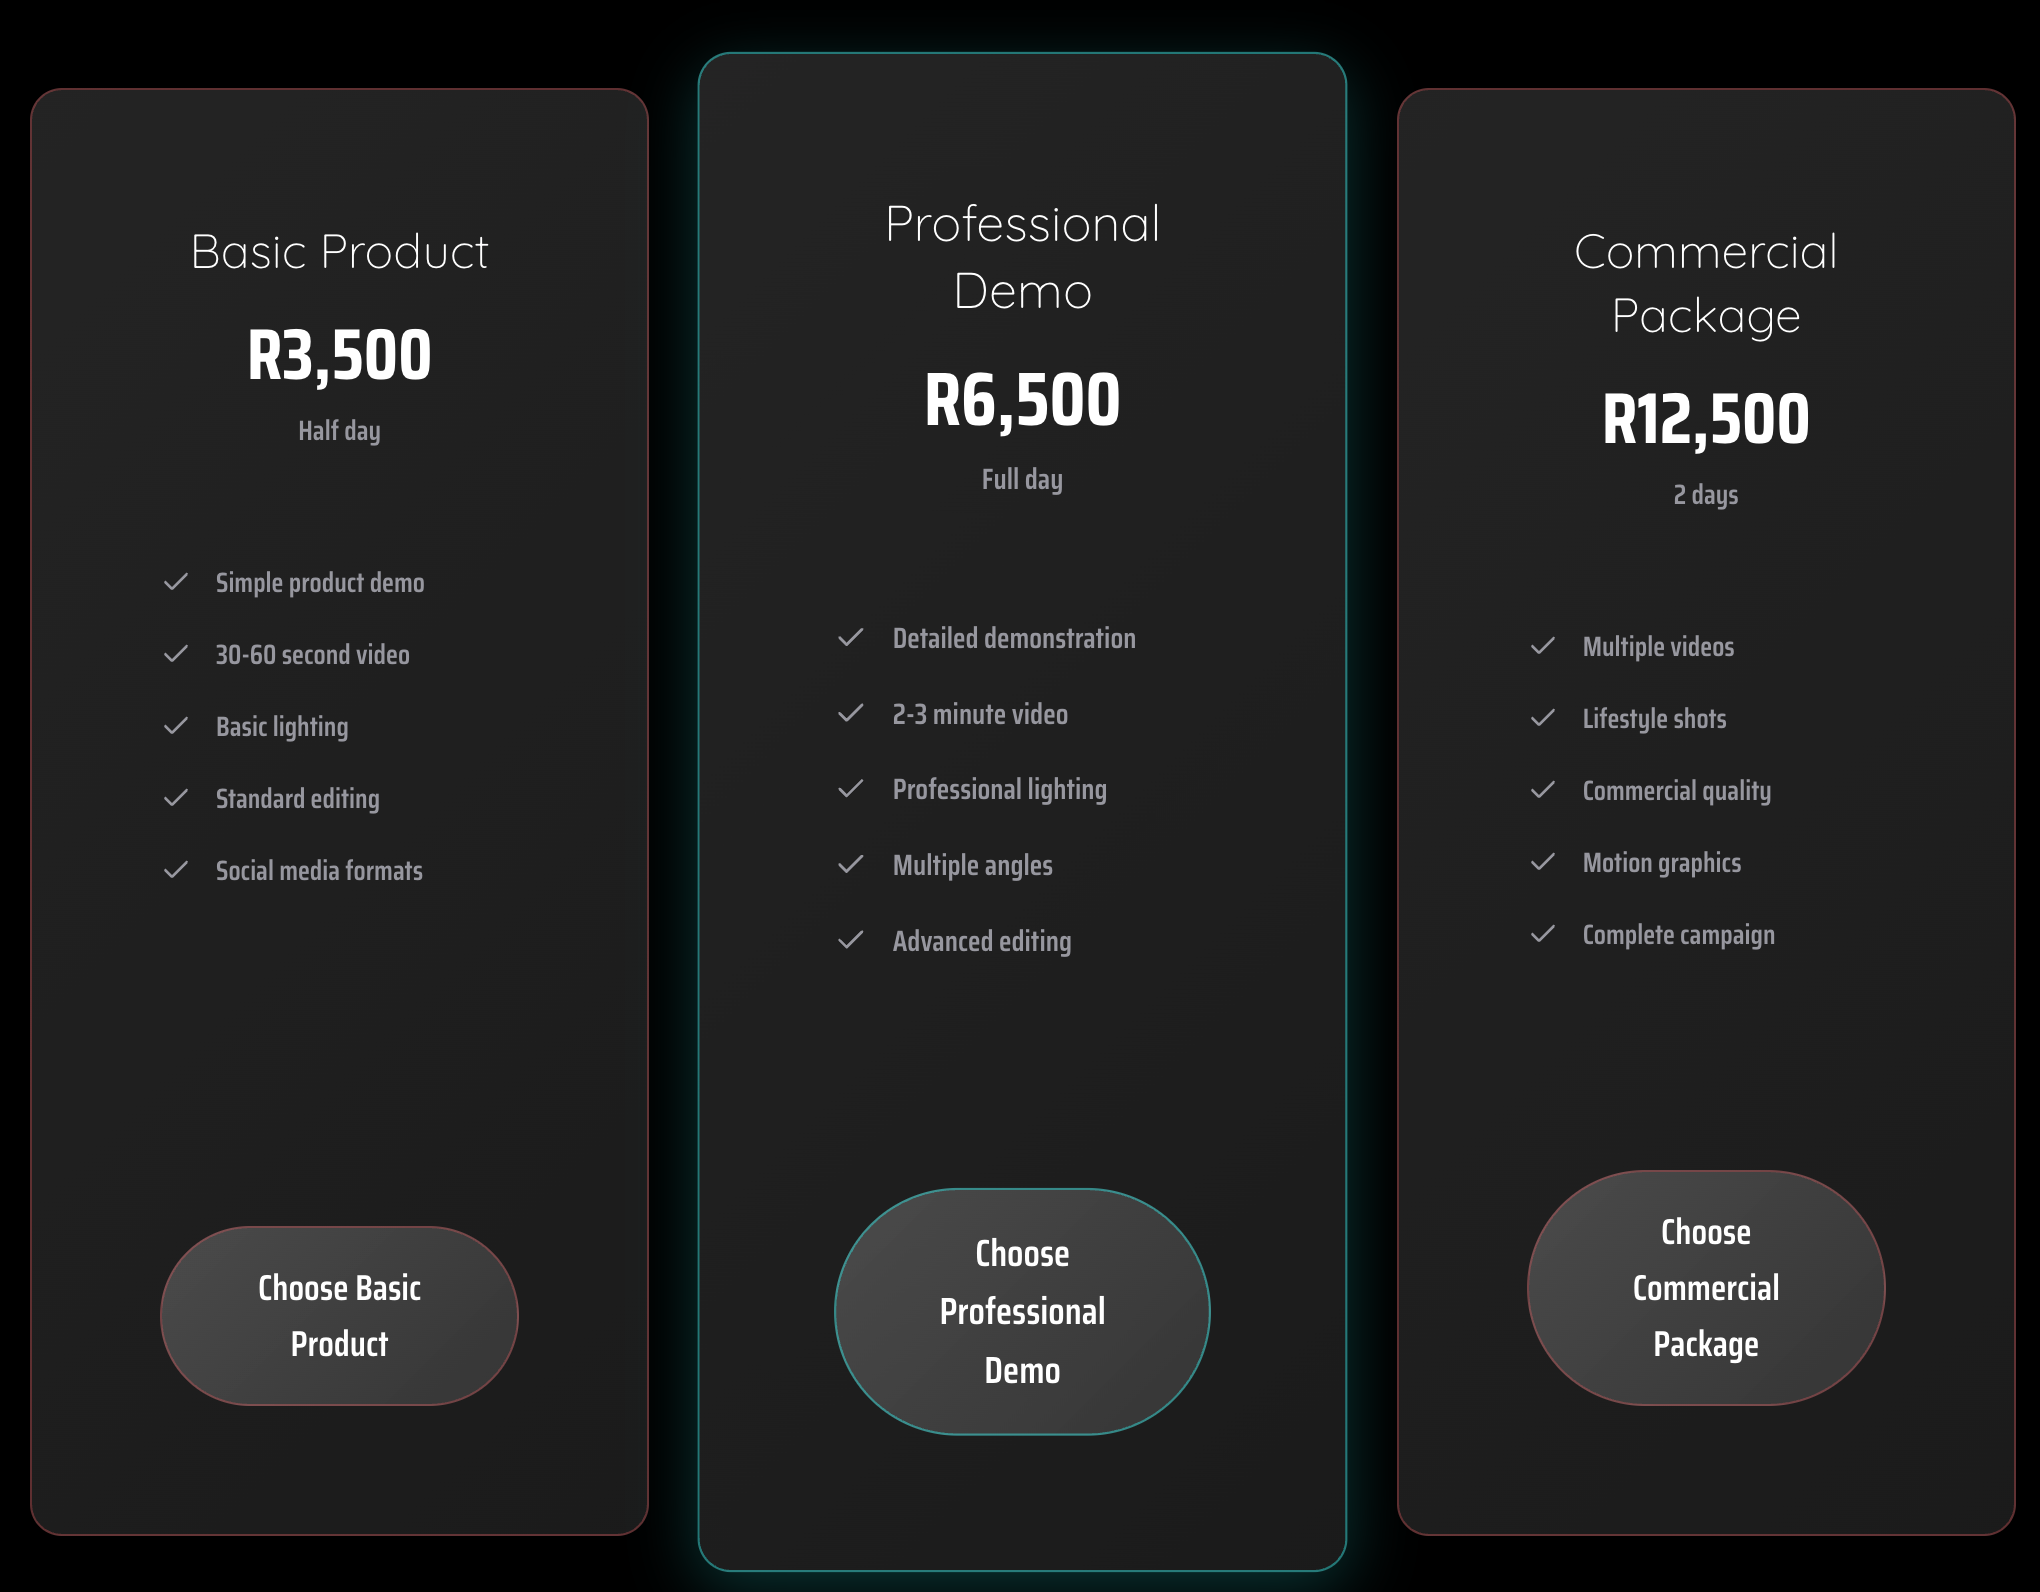 Basic Product
R3,500
Half day
Simple product demo
30-60 second video
Basic lighting
Standard editing
Social media formats
Choose Basic
Product
Professional
Demo
R6,500
Full day
Detailed demonstration
2-3 minute video
Professional lighting
Multiple angles
Advanced editing
Choose
Professional
Demo
Commercial
Package
R12,500
2 days
Multiple videos
Lifestyle shots
Commercial quality
Motion graphics
Complete campaign
Choose
Commercial
Package